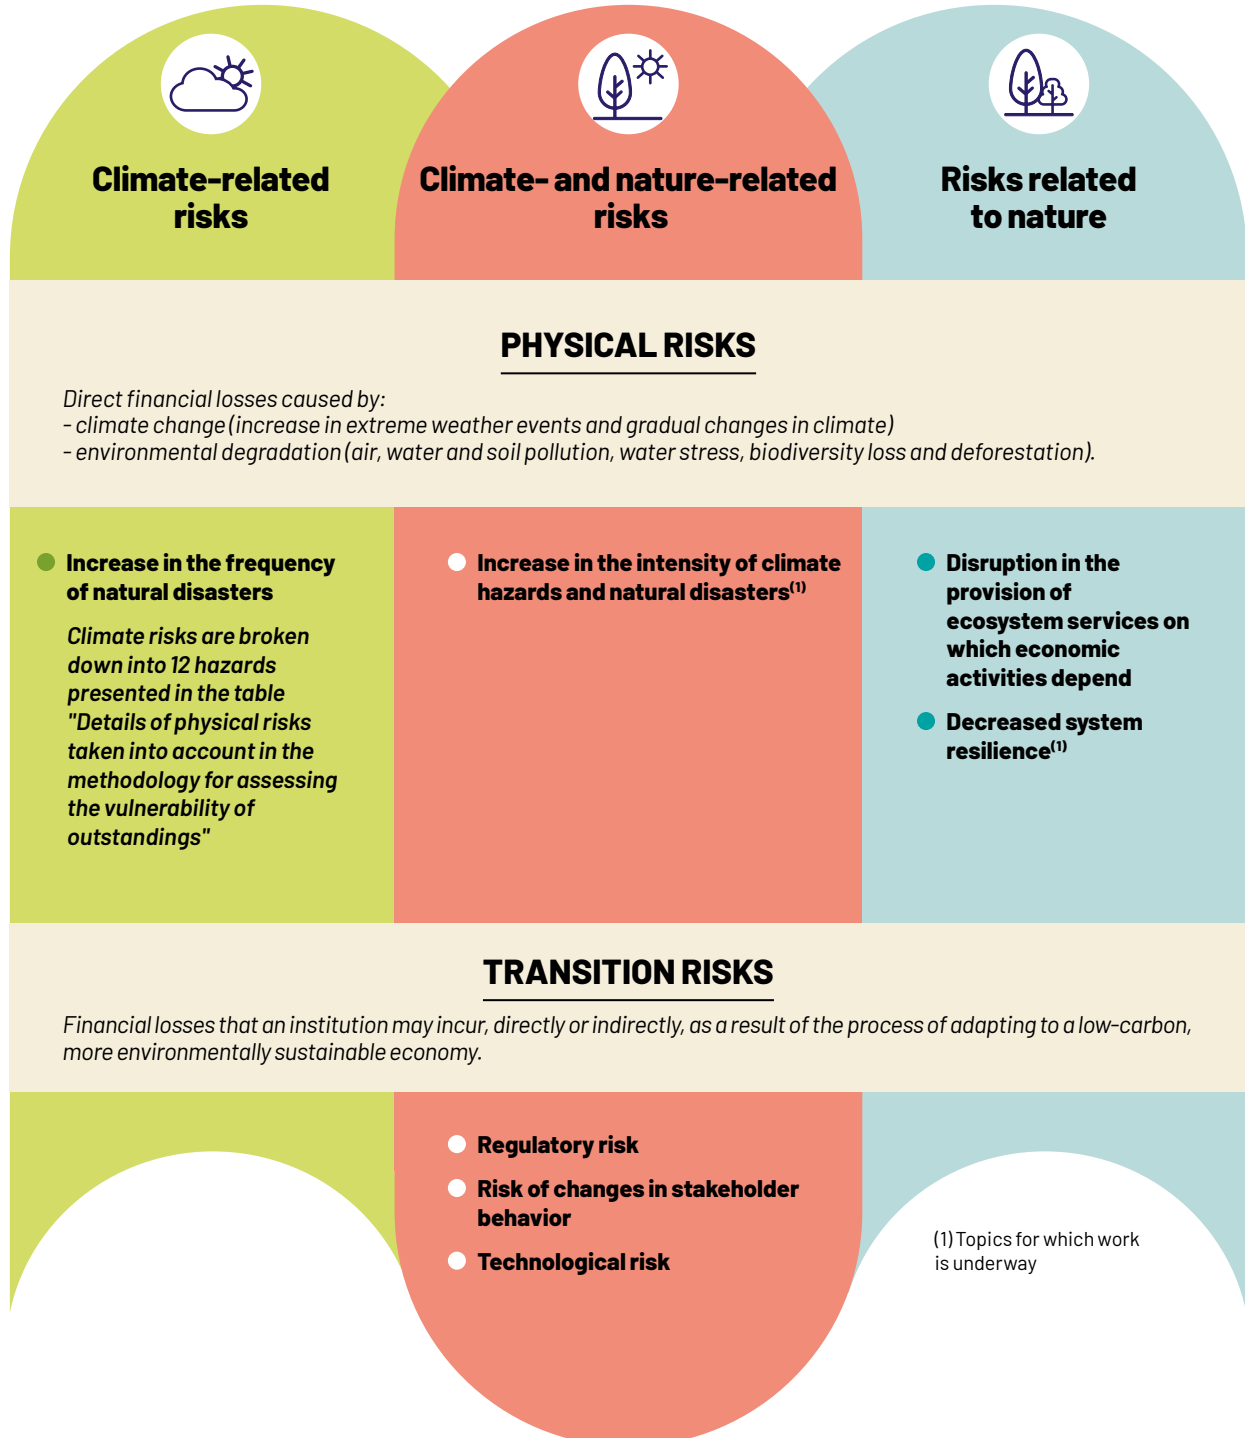 Climate-related
risks
Climate- and nature-related
risks
Risks related
to nature
PHYSICAL RISKS
Direct financial losses caused by:
- climate change (increase in extreme weather events and gradual changes in climate)
- environmental degradation (air, water and soil pollution, water stress, biodiversity loss and deforestation).
Increase in the frequency
of natural disasters
Climate risks are broken
down into 12 hazards
presented in the table
"Details of physical risks
taken into account in the
methodology for assessing
the vulnerability of
outstandings"
Increase in the intensity of climate
hazards and natural disasters(1)
Disruption in the
provision of
ecosystem services on
which economic
activities depend
Decreased system
resilience(1)
TRANSITION RISKS
Financial losses that an institution may incur, directly or indirectly, as a result of the process of adapting to a low-carbon,
more environmentally sustainable economy.
Regulatory risk
Risk of changes in stakeholder
behavior
Technological risk
(1) Topics for which work
is underway